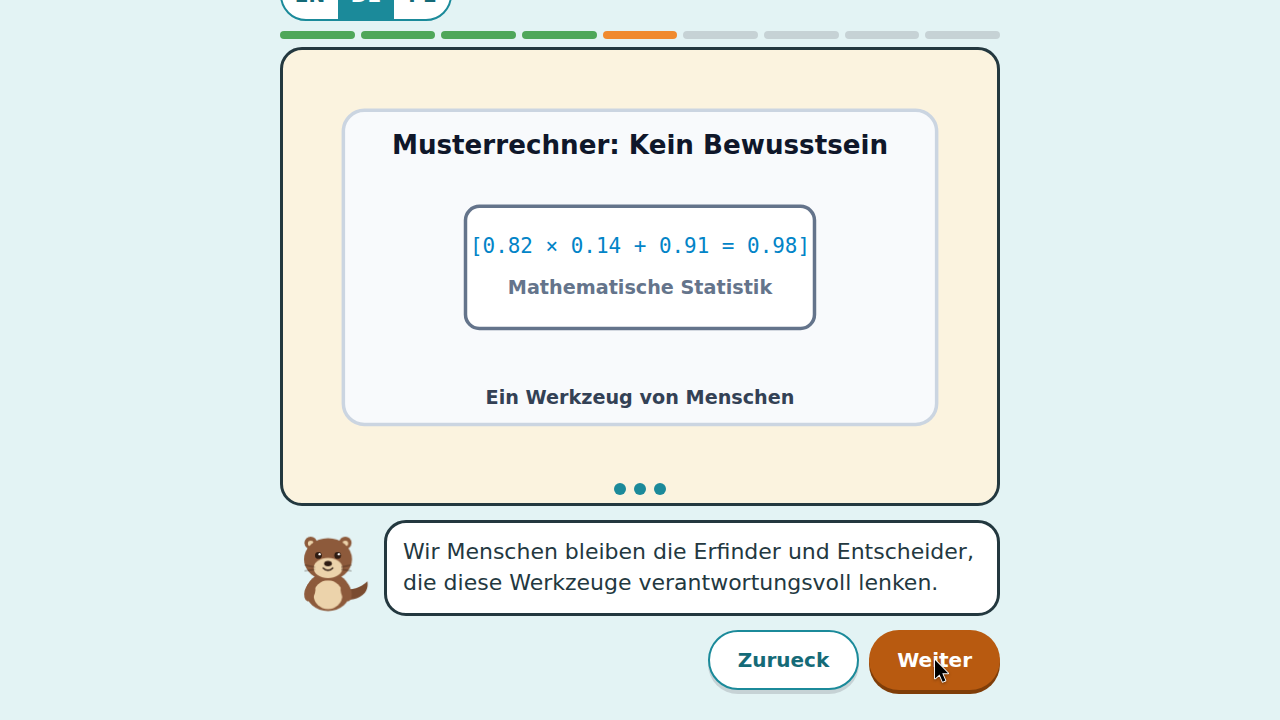 Musterrechner: Kein Bewusstsein
[0.82 × 0.14 + 0.91 = 0.98]
Mathematische Statistik
Ein Werkzeug von Menschen
Wir Menschen bleiben die Erfinder und Entscheider,
die diese Werkzeuge verantwortungsvoll lenken.
Zurueck
Weiter